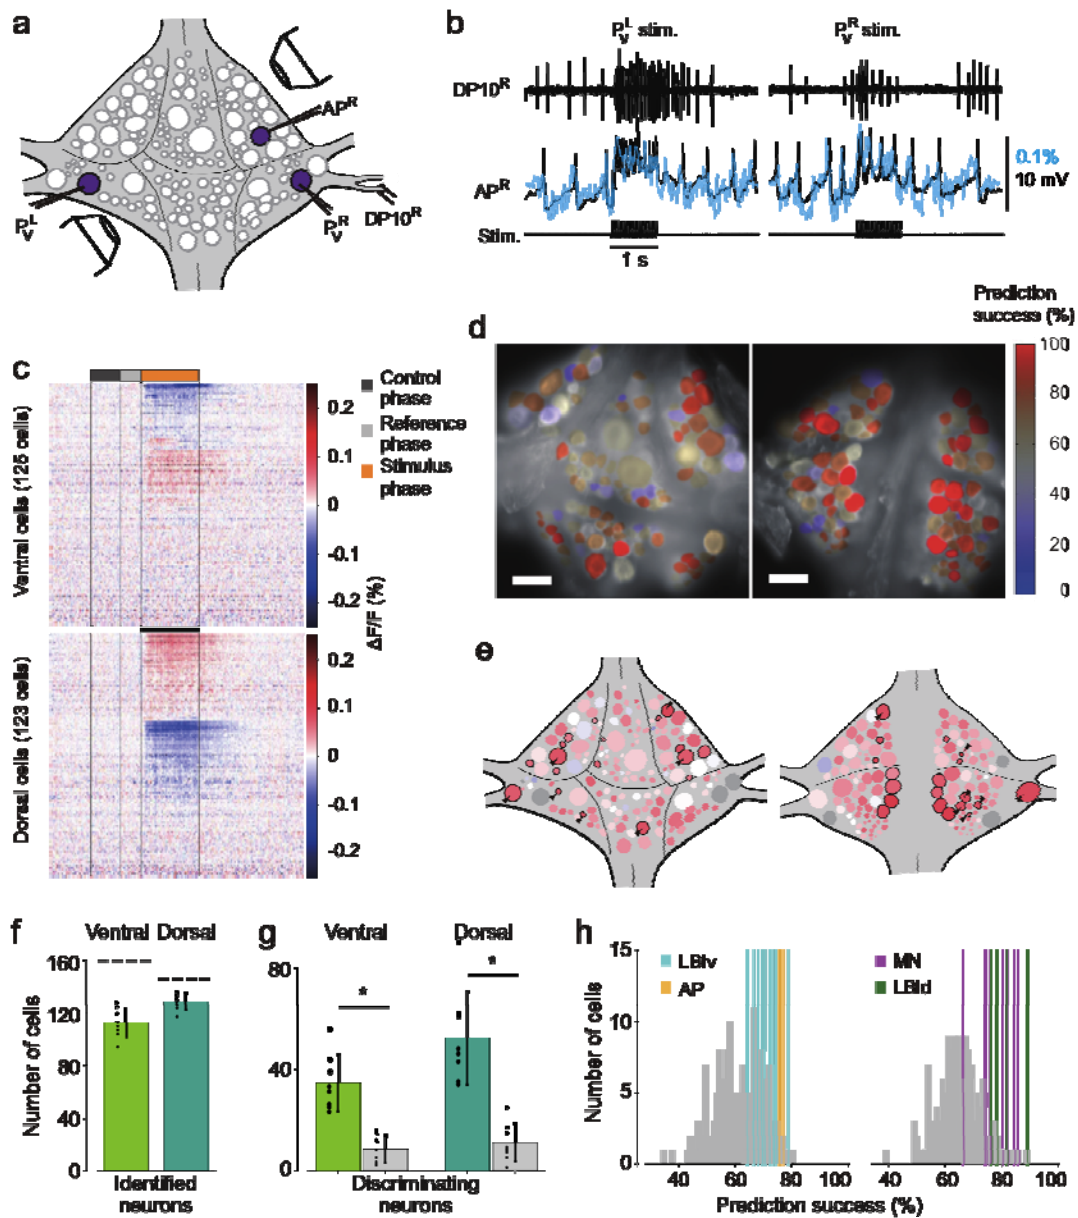 a
AP^R
P_v^L
P_v^R
DP10^R
b
P_v^L stim.
P_v^R stim.
DP10^R
AP^R
0.1%
10 mV
Stim.
1 s
c
Ventral cells (125 cells)
Dorsal cells (123 cells)
0.2
0.1
0
-0.1
-0.2
0.2
0.1
0
-0.1
-0.2
ΔF/F (%)
Control
phase
Reference
phase
Stimulus
phase
d
Prediction
success (%)
100
80
60
40
20
0
e
f
Ventral Dorsal
Number of cells
160
120
80
40
0
Identified
neurons
g
Ventral
Dorsal
80
40
0
*
*
Discriminating
neurons
h
Number of cells
15
10
5
0
LBIv
AP
MN
LBId
40 60 80 100
40 60 80 100
Prediction success (%)